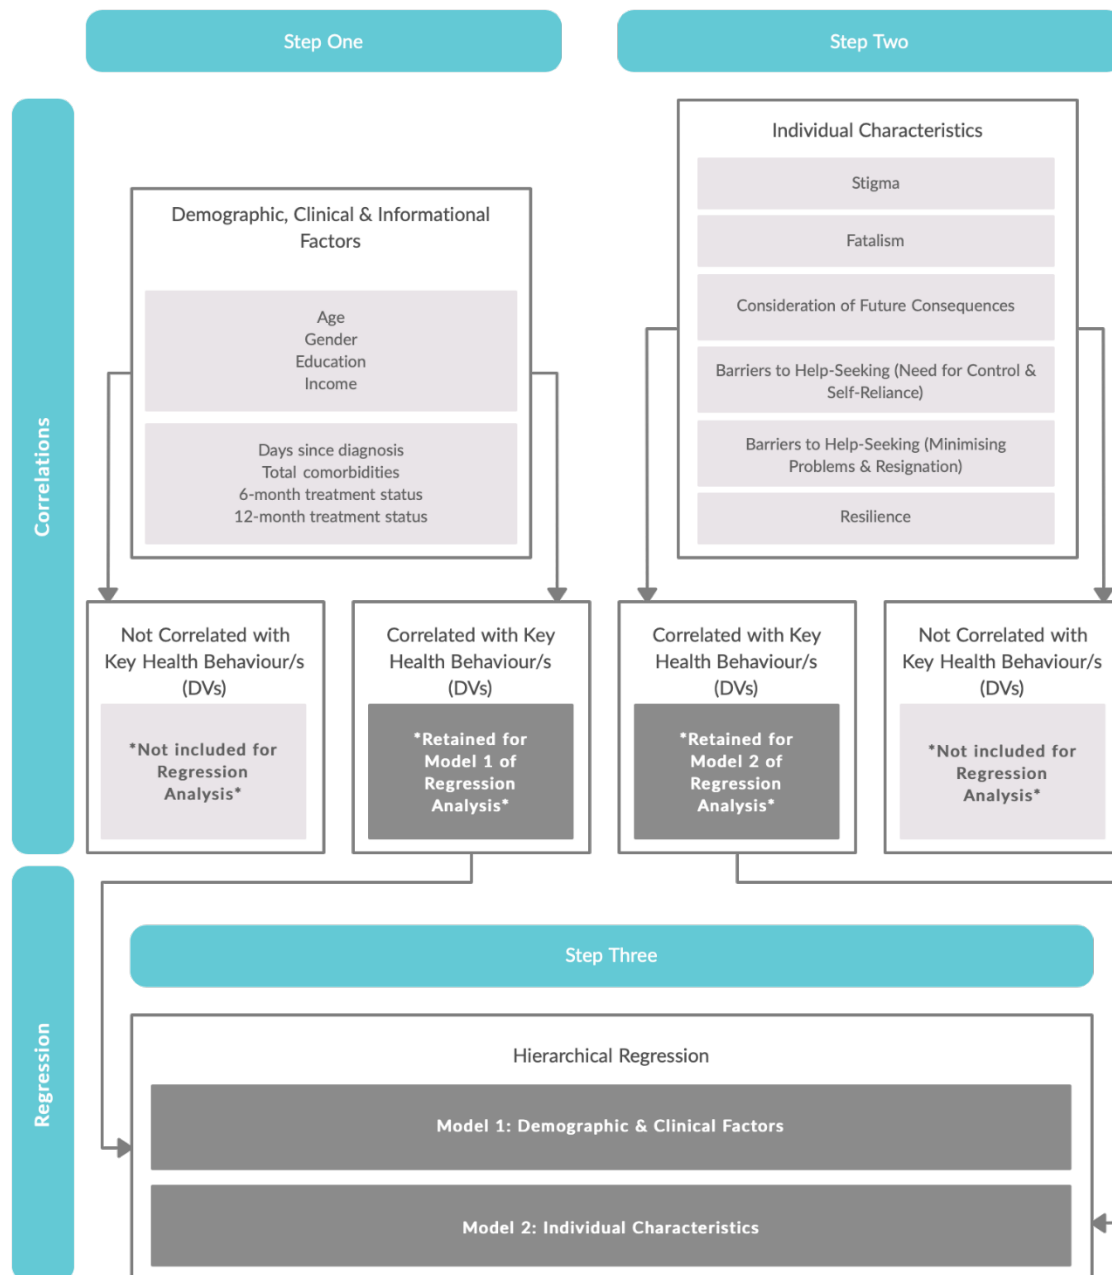 Step One
Step Two
Correlations
Demographic, Clinical & Informational
Factors
Age
Gender
Education
Income
Days since diagnosis
Total comorbidities
6-month treatment status
12-month treatment status
Individual Characteristics
Stigma
Fatalism
Consideration of Future Consequences
Barriers to Help-Seeking (Need for Control &
Self-Reliance)
Barriers to Help-Seeking (Minimising
Problems & Resignation)
Resilience
Not Correlated with
Key Health Behaviour/s
(DVs)
*Not included for
Regression
Analysis*
Correlated with Key
Health Behaviour/s
(DVs)
*Retained for
Model 1 of
Regression
Analysis*
Correlated with Key
Health Behaviour/s
(DVs)
*Retained for
Model 2 of
Regression
Analysis*
Not Correlated with
Key Health Behaviour/s
(DVs)
*Not included for
Regression
Analysis*
Regression
Step Three
Hierarchical Regression
Model 1: Demographic & Clinical Factors
Model 2: Individual Characteristics